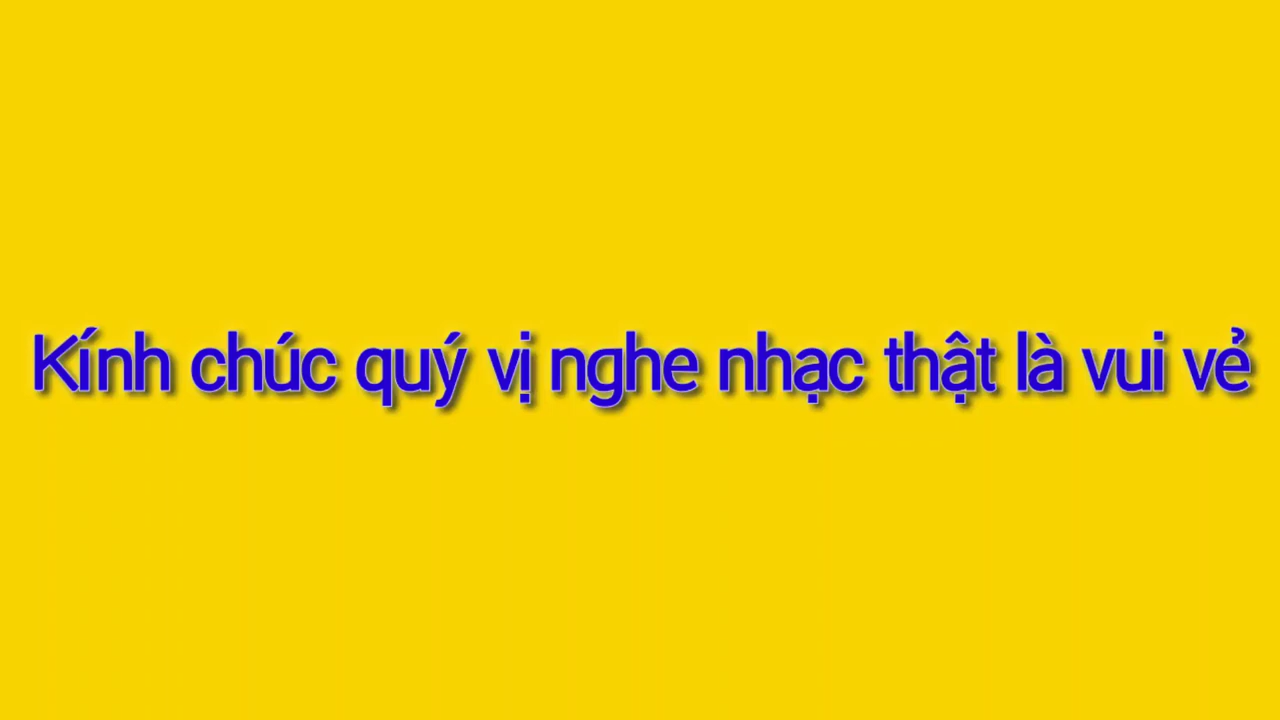 Kính chúc quý vị nghe nhạc thật là vui vẻ